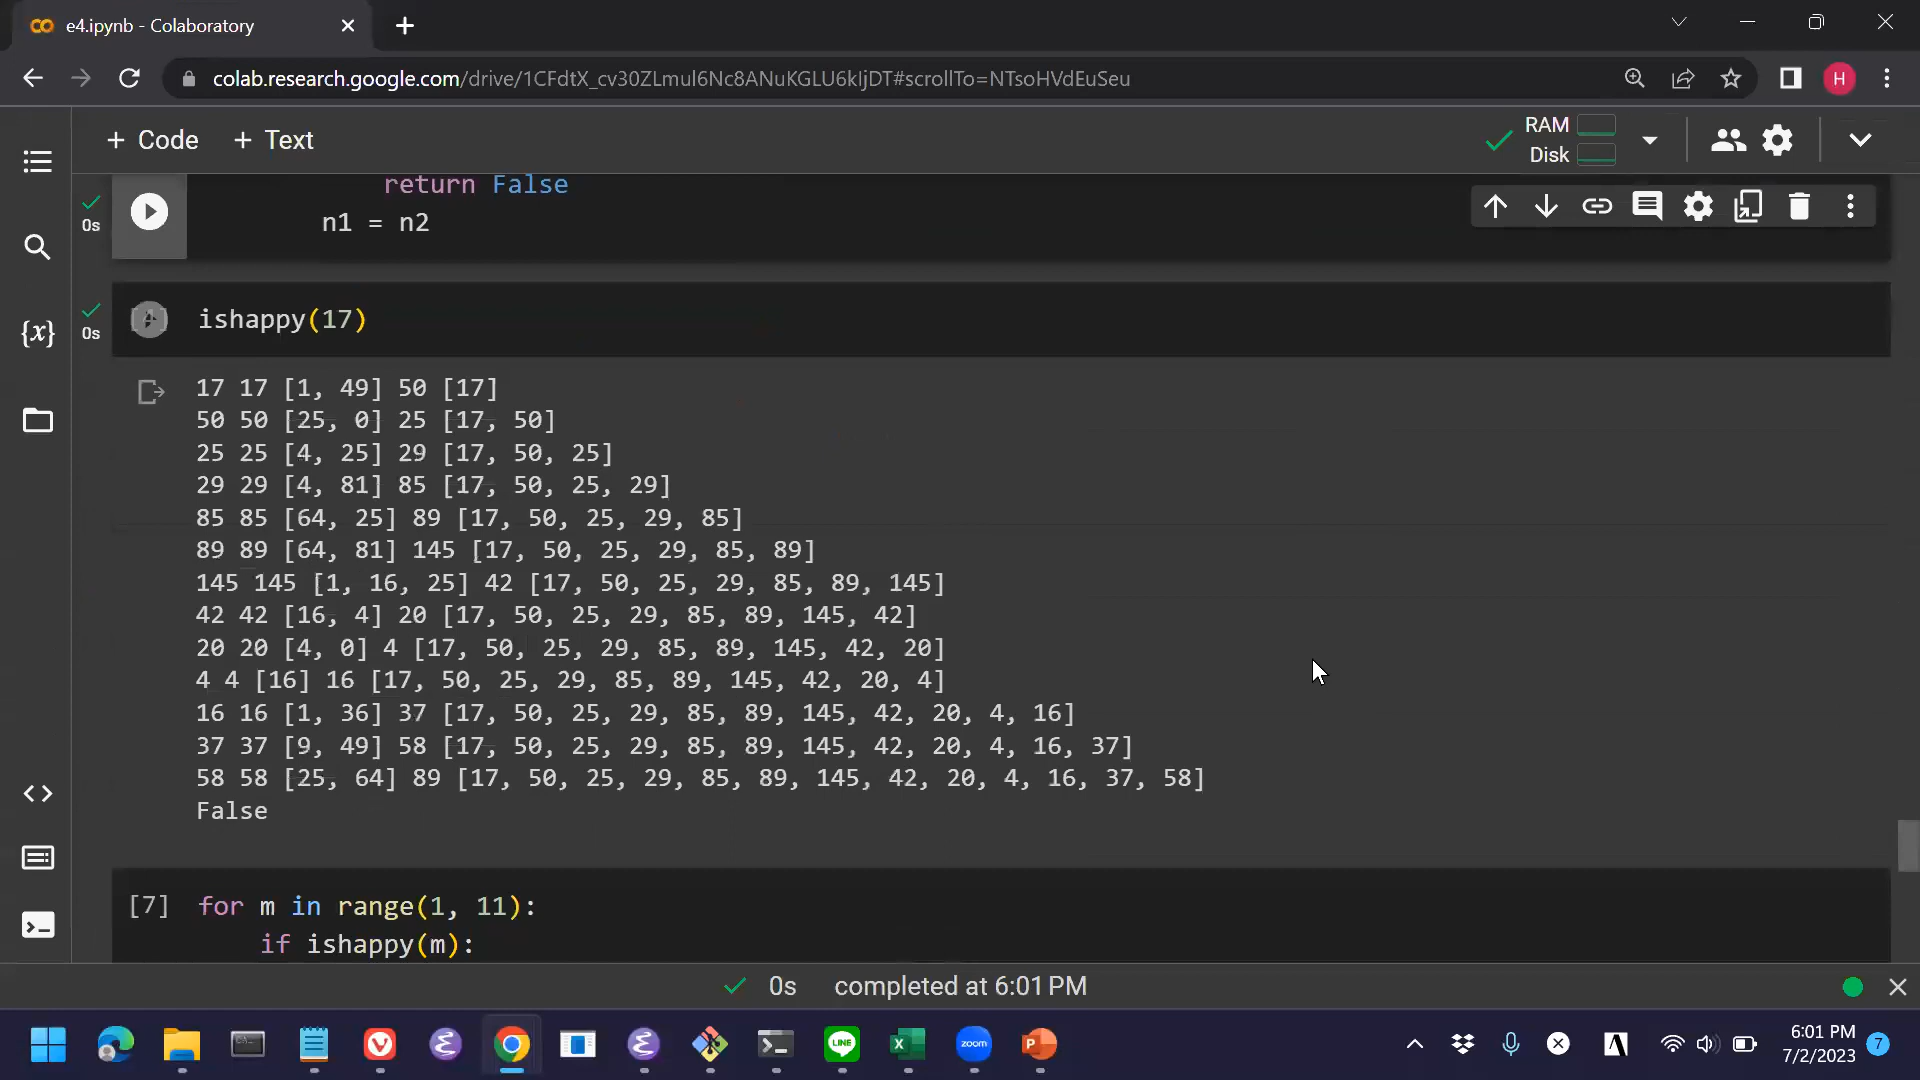 e4.ipynb - Colaboratory
colab.research.google.com/drive/1CFdtX_cv30ZLmul6Nc8ANuKGLU6kIjDT#scrollTo=NTsoHVdEuSeu
H
+ Code + Text
RAM
Disk
return False
0s
n1 = n2
0s
ishappy(17)
{x}
17 17 [1, 49] 50 [17]
50 50 [25, 0] 25 [17, 50]
25 25 [4, 25] 29 [17, 50, 25]
29 29 [4, 81] 85 [17, 50, 25, 29]
85 85 [64, 25] 89 [17, 50, 25, 29, 85]
89 89 [64, 81] 145 [17, 50, 25, 29, 85, 89]
145 145 [1, 16, 25] 42 [17, 50, 25, 29, 85, 89, 145]
42 42 [16, 4] 20 [17, 50, 25, 29, 85, 89, 145, 42]
20 20 [4, 0] 4 [17, 50, 25, 29, 85, 89, 145, 42, 20]
4 4 [16] 16 [17, 50, 25, 29, 85, 89, 145, 42, 20, 4]
16 16 [1, 36] 37 [17, 50, 25, 29, 85, 89, 145, 42, 20, 4, 16]
37 37 [9, 49] 58 [17, 50, 25, 29, 85, 89, 145, 42, 20, 4, 16, 37]
58 58 [25, 64] 89 [17, 50, 25, 29, 85, 89, 145, 42, 20, 4, 16, 37, 58]
False
[7] for m in range(1, 11):
if ishappy(m):
0s completed at 6:01 PM
LINE
zoom
A
6:01 PM
7/2/2023
7